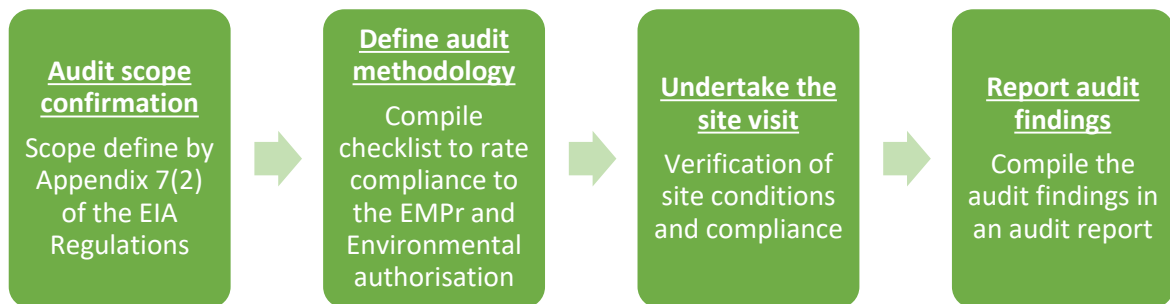 Audit scope
confirmation
Scope define by
Appendix 7(2)
of the EIA
Regulations
Define audit
methodology
Compile
checklist to rate
compliance to
the EMPr and
Environmental
authorisation
Undertake the
site visit
Verification of
site conditions
and compliance
Report audit
findings
Compile the
audit findings in
an audit report